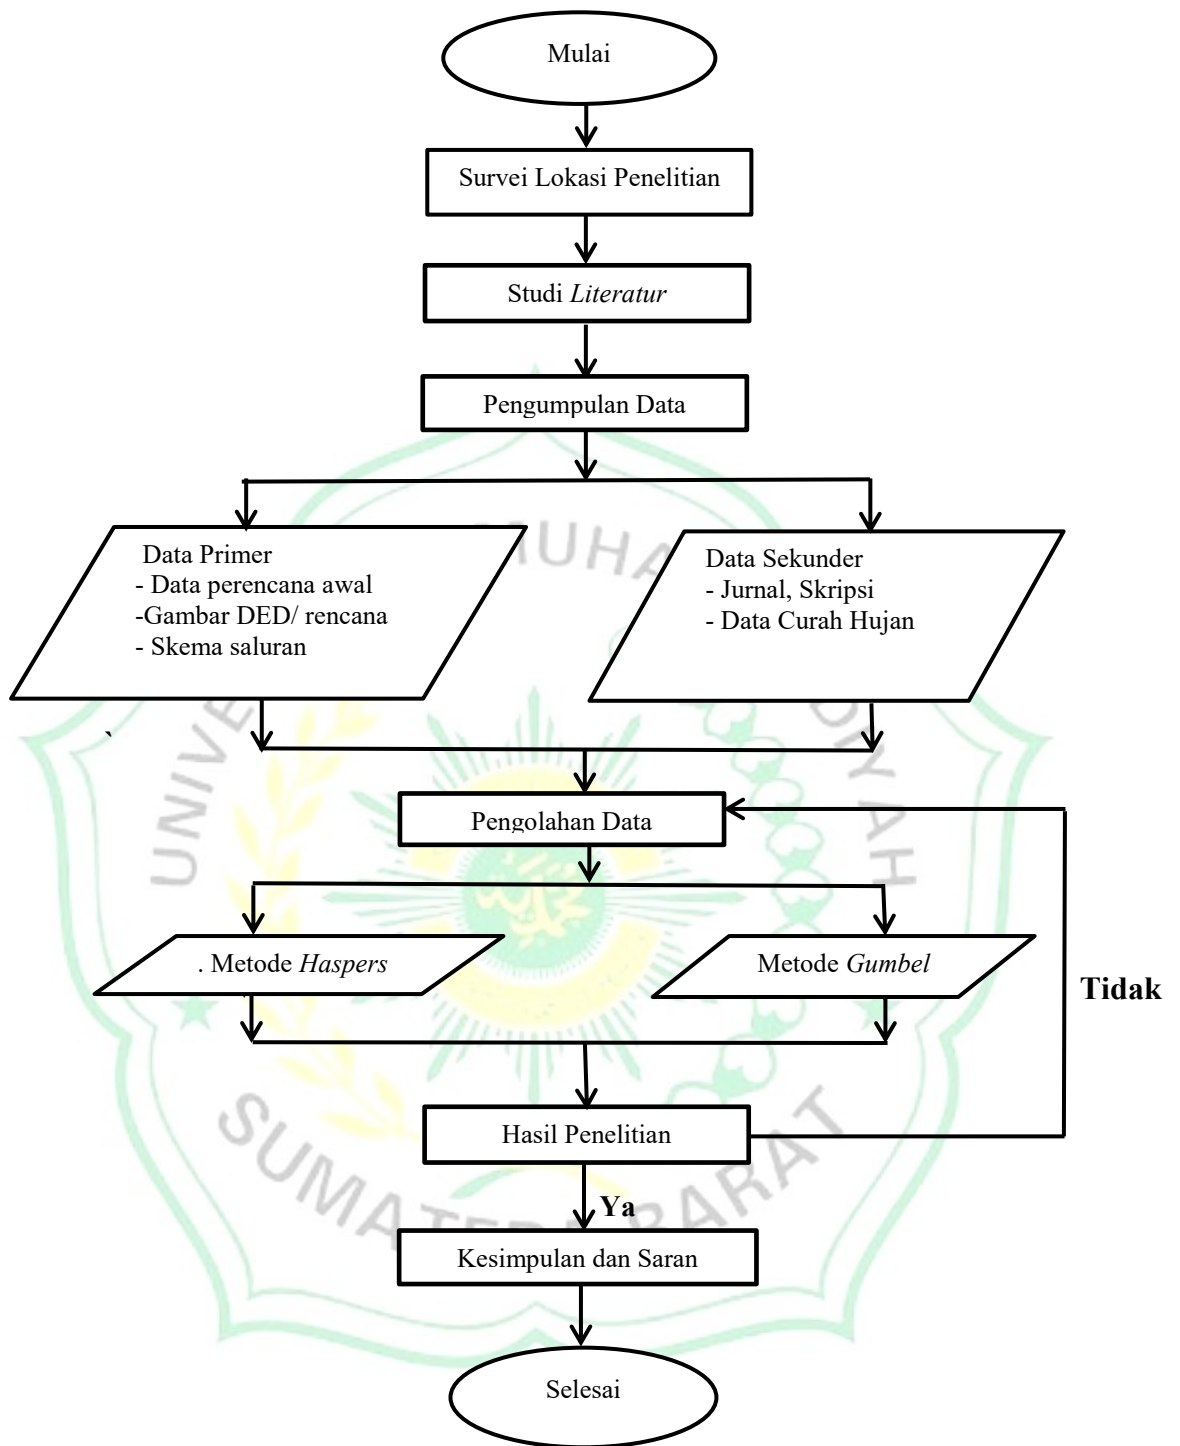 Mulai
Survei Lokasi Penelitian
Studi Literatur
Pengumpulan Data
Data Primer
- Data perencana awal
-Gambar DED/ rencana
- Skema saluran
Data Sekunder
- Jurnal, Skripsi
- Data Curah Hujan
`
Pengolahan Data
. Metode Haspers
Metode Gumbel
Tidak
Hasil Penelitian
Ya
Kesimpulan dan Saran
Selesai
SUMATERA BARAT